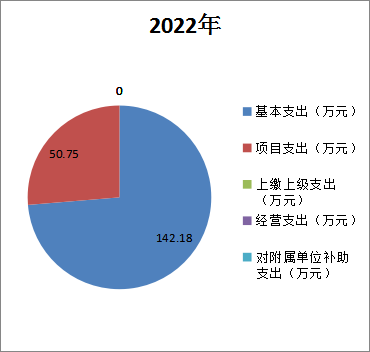 2022年
0
50.75
142.18
基本支出（万元）
项目支出（万元）
上缴上级支出
（万元）
经营支出（万元）
对附属单位补助
支出（万元）